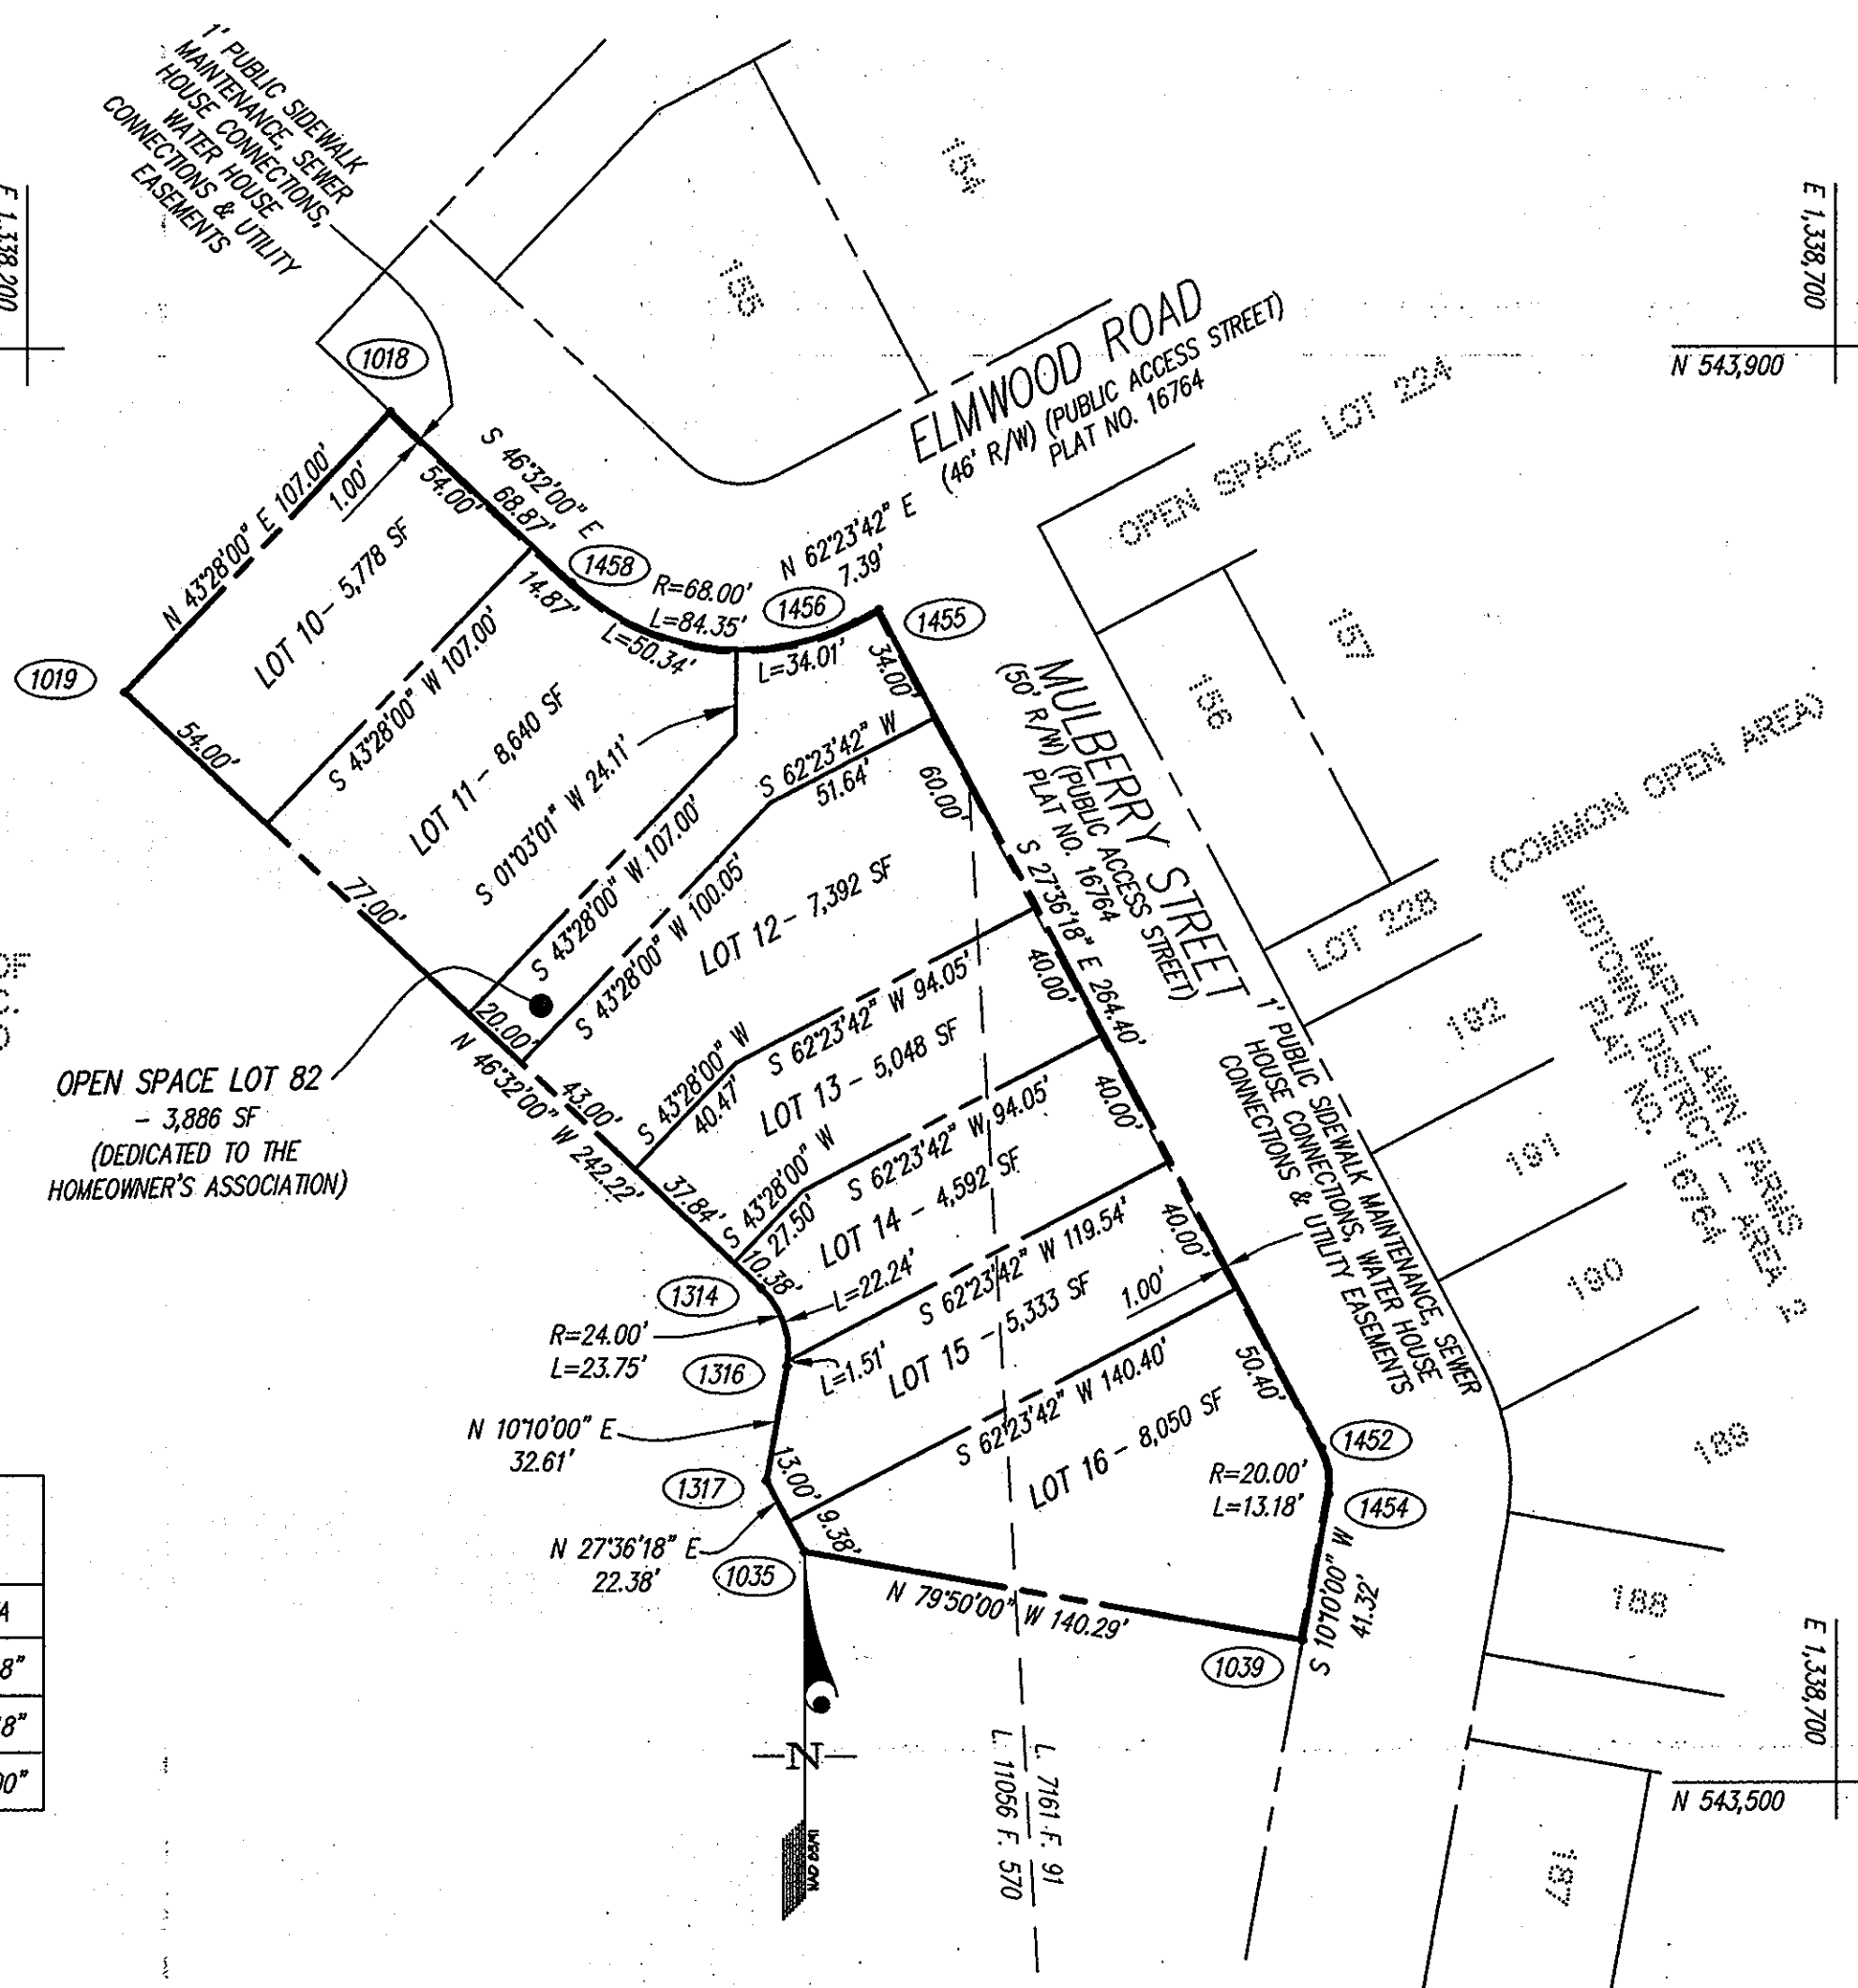 1' PUBLIC SIDEWALK
MAINTENANCE, SEWER
HOUSE CONNECTIONS,
WATER HOUSE
CONNECTIONS & UTILITY
EASEMENTS
E 1,338,200
E 1,338,700
N 543,900
154
155
1018
ELMWOOD ROAD
(46' R/W) (PUBLIC ACCESS STREET)
PLAT NO. 16764
OPEN SPACE LOT 224
S 46°32'00" E
68.87'
54.00'
1.00'
N 43°28'00" E 107.00'
LOT 10 - 5,778 SF
1458
R=68.00'
L=84.35'
N 62°23'42" E
7.39'
1456
1455
14.87'
L=50.34'
L=34.01'
34.00'
1019
54.00'
S 43°28'00" W 107.00'
LOT 11 - 8,640 SF
S 01°03'01" W 24.11'
S 62°23'42" W
51.64'
60.00'
MULBERRY STREET
(50' R/W) (PUBLIC ACCESS STREET)
PLAT NO. 16764
156
157
(COMMON OPEN AREA)
LOT 228
77.00'
S 43°28'00" W 107.00'
S 43°28'00" W 100.05'
LOT 12 - 7,392 SF
S 27°36'18" E 264.40'
20.00'
OPEN SPACE LOT 82
- 3,886 SF
(DEDICATED TO THE
HOMEOWNER'S ASSOCIATION)
OF
N 46°32'00" W 242.22'
43.00'
S 43°28'00" W
40.47'
S 62°23'42" W 94.05'
40.00'
LOT 13 - 5,048 SF
37.84'
S 43°28'00" W
27.50'
S 62°23'42" W 94.05'
40.00'
LOT 14 - 4,592 SF
10.38'
1' PUBLIC SIDEWALK MAINTENANCE, SEWER
HOUSE CONNECTIONS, WATER HOUSE
CONNECTIONS & UTILITY EASEMENTS
192
191
190
189
188
187
MAPLE LAWN FARMS
MIDTOWN DISTRICT - AREA 2
PLAT NO. 16764
1314
R=24.00'
L=23.75'
L=22.24'
1316
L=1.51'
S 62°23'42" W 119.54'
40.00'
1.00'
LOT 15 - 5,333 SF
N 10°10'00" E
32.61'
1317
13.00'
S 62°23'42" W 140.40'
50.40'
LOT 16 - 8,050 SF
1452
R=20.00'
L=13.18'
1454
N 27°36'18" E
22.38'
9.38'
1035
N 79°50'00" W 140.29'
S 10°10'00" W
41.32'
1039
E 1,338,700
N 543,500
N
L. 7161 F. 91
L. 11056 F. 570
A
8"
8"
00"